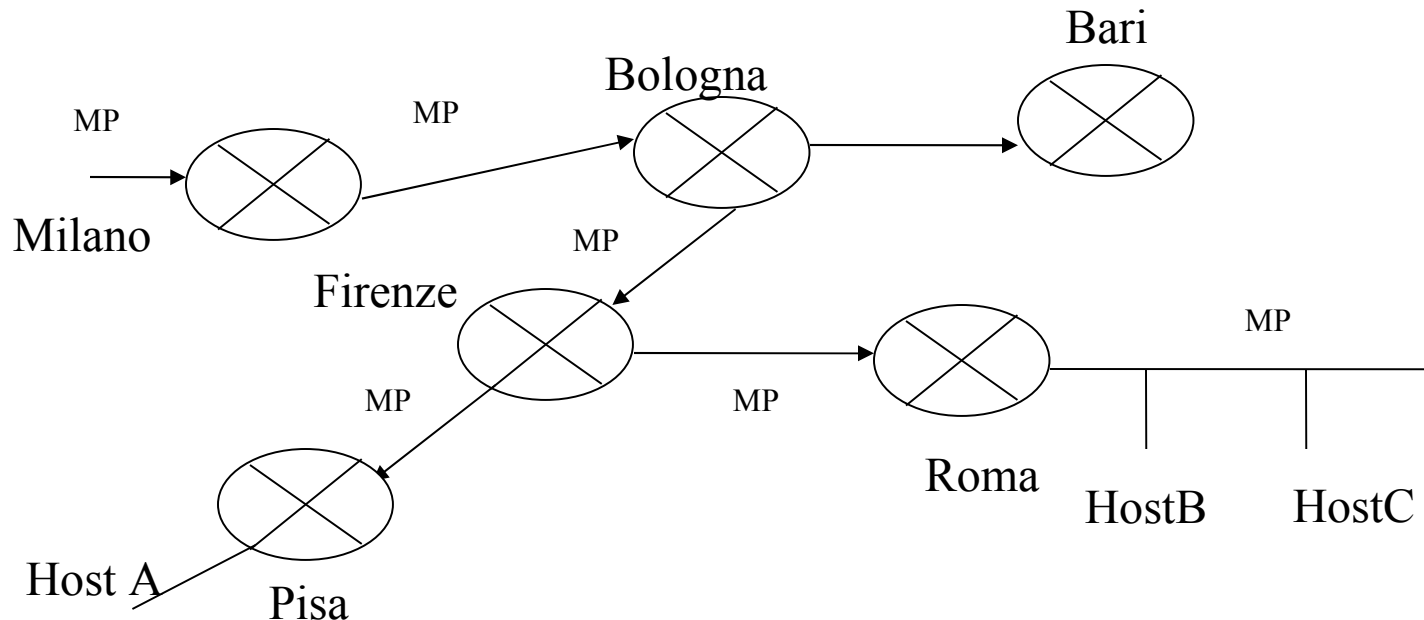 Bari
Bologna
MP
MP
Milano
MP
Firenze
MP
MP
MP
Roma
HostB
HostC
Host A
Pisa